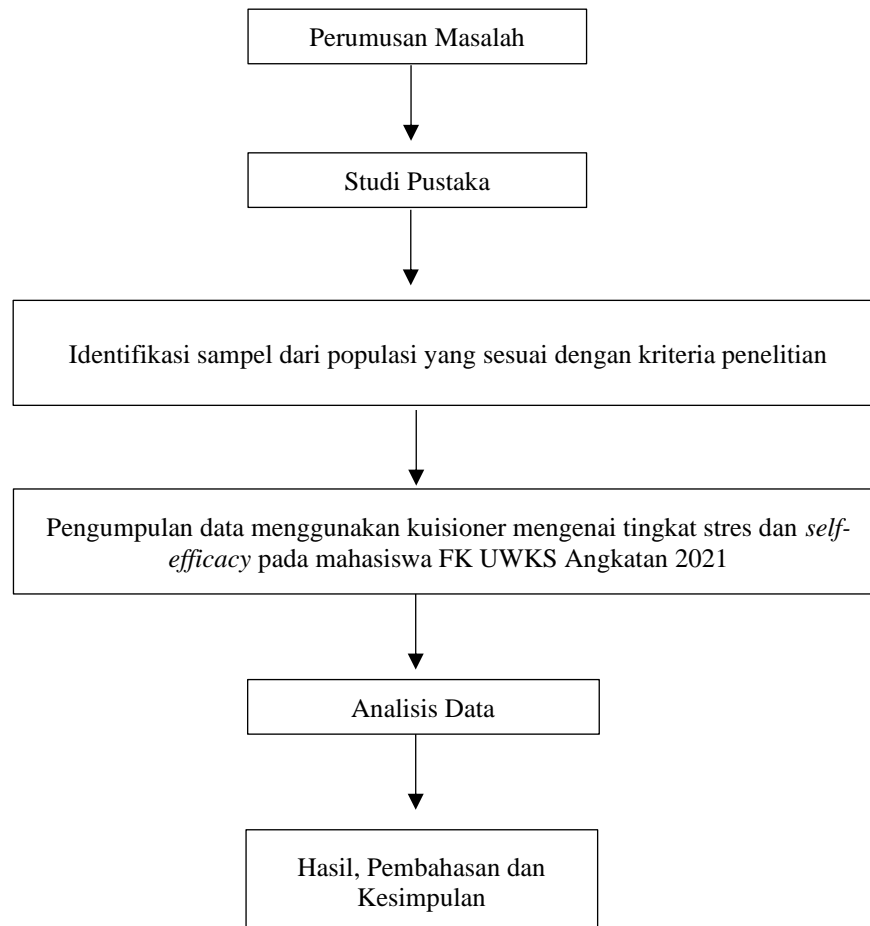 Perumusan Masalah
Studi Pustaka
Identifikasi sampel dari populasi yang sesuai dengan kriteria penelitian
Pengumpulan data menggunakan kuisioner mengenai tingkat stres dan self-
efficacy pada mahasiswa FK UWKS Angkatan 2021
Analisis Data
Hasil, Pembahasan dan
Kesimpulan